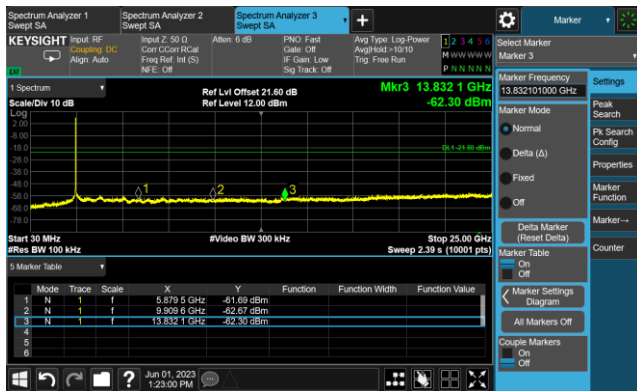 Spectrum Analyzer 1
Swept SA
Spectrum Analyzer 2
Swept SA
Spectrum Analyzer 3
Swept SA
Marker
KEYSIGHT
Input: RF
Coupling: DC
Align: Auto
Input Z: 50 Ω
Corr CCorr RCal
Freq Ref: Int (S)
NFE: Off
Atten: 6 dB
PNO: Fast
Gate: Off
IF Gain: Low
Sig Track: Off
Avg Type: Log-Power
Avg|Hold:>10/10
Trig: Free Run
1 2 3 4 5 6
M W W W W W
P N N N N N
Select Marker
Marker 3
1 Spectrum
Scale/Div 10 dB
Ref Lvl Offset 21.60 dB
Ref Level 12.00 dBm
Mkr3 13.832 1 GHz
-62.30 dBm
Log
2.00
-8.00
-18.0
-28.0
-38.0
-48.0
-58.0
-68.0
-78.0
DL1 -21.80 dBm
1
2
3
Start 30 MHz
#Res BW 100 kHz
#Video BW 300 kHz
Stop 25.00 GHz
Sweep 2.39 s (10001 pts)
5 Marker Table
Mode Trace Scale X Y Function Function Width Function Value
1 N 1 f 5.879 5 GHz -61.69 dBm
2 N 1 f 9.909 6 GHz -62.67 dBm
3 N 1 f 13.832 1 GHz -62.30 dBm
4
5
6
Marker Frequency
13.832101000 GHz
Marker Mode
Normal
Delta (Δ)
Fixed
Off
Delta Marker
(Reset Delta)
Marker Table
On
Off
Marker Settings
Diagram
All Markers Off
Couple Markers
On
Off
Settings
Peak
Search
Pk Search
Config
Properties
Marker
Function
Marker→
Counter
Jun 01, 2023
1:23:00 PM